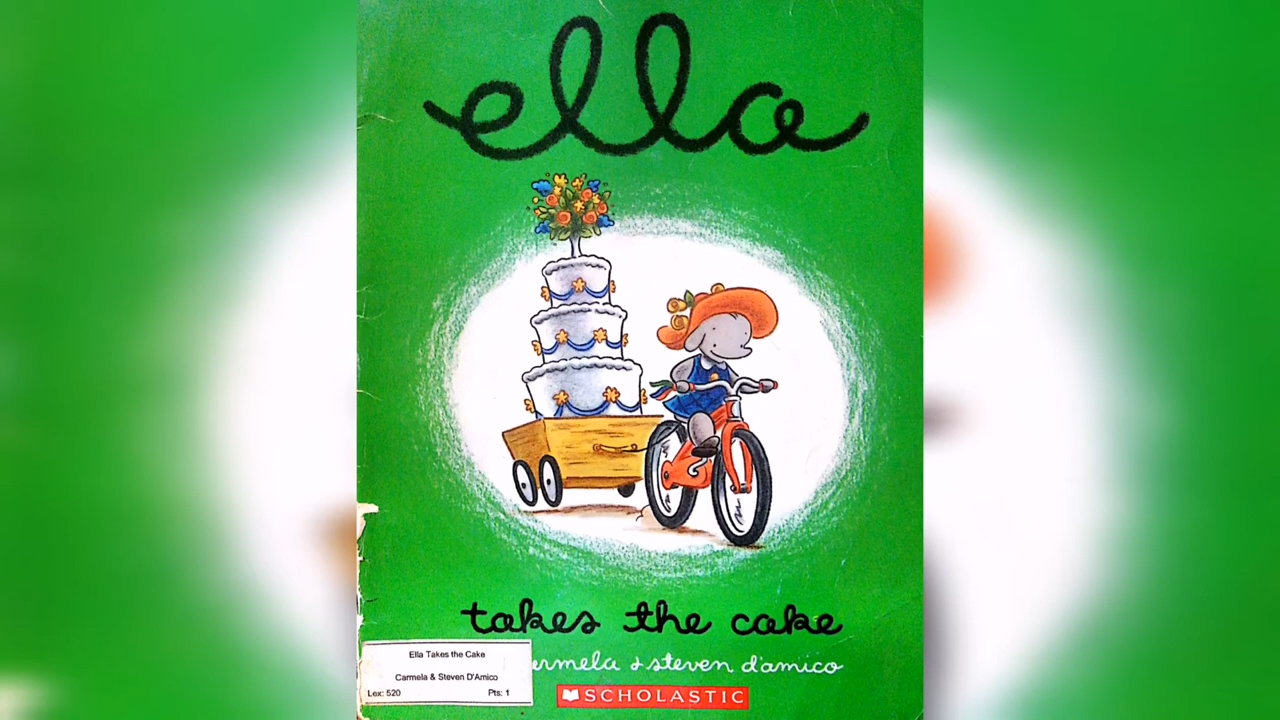 ella
takes the cake
ermela & steven d'amico
SCHOLASTIC
Ella Takes the Cake
Carmela & Steven D'Amico
Lex: 520
Pts: 1